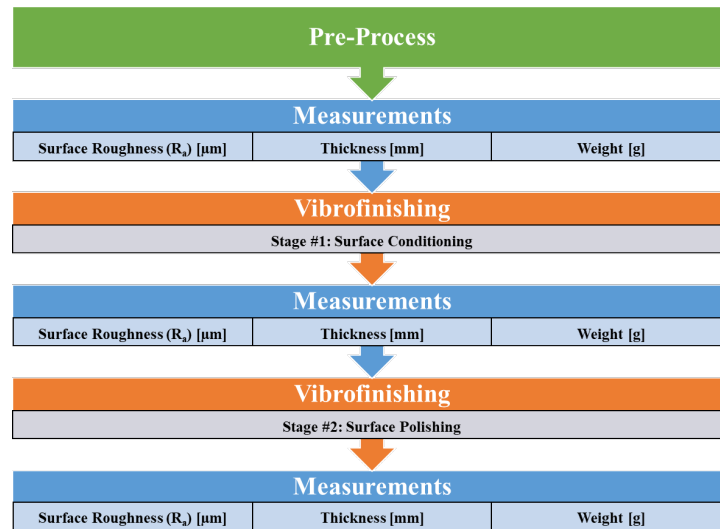 Pre-Process
Measurements
Surface Roughness (Rₐ) [μm] Thickness [mm] Weight [g]
Vibrofinishing
Stage #1: Surface Conditioning
Measurements
Surface Roughness (Rₐ) [μm] Thickness [mm] Weight [g]
Vibrofinishing
Stage #2: Surface Polishing
Measurements
Surface Roughness (Rₐ) [μm] Thickness [mm] Weight [g]